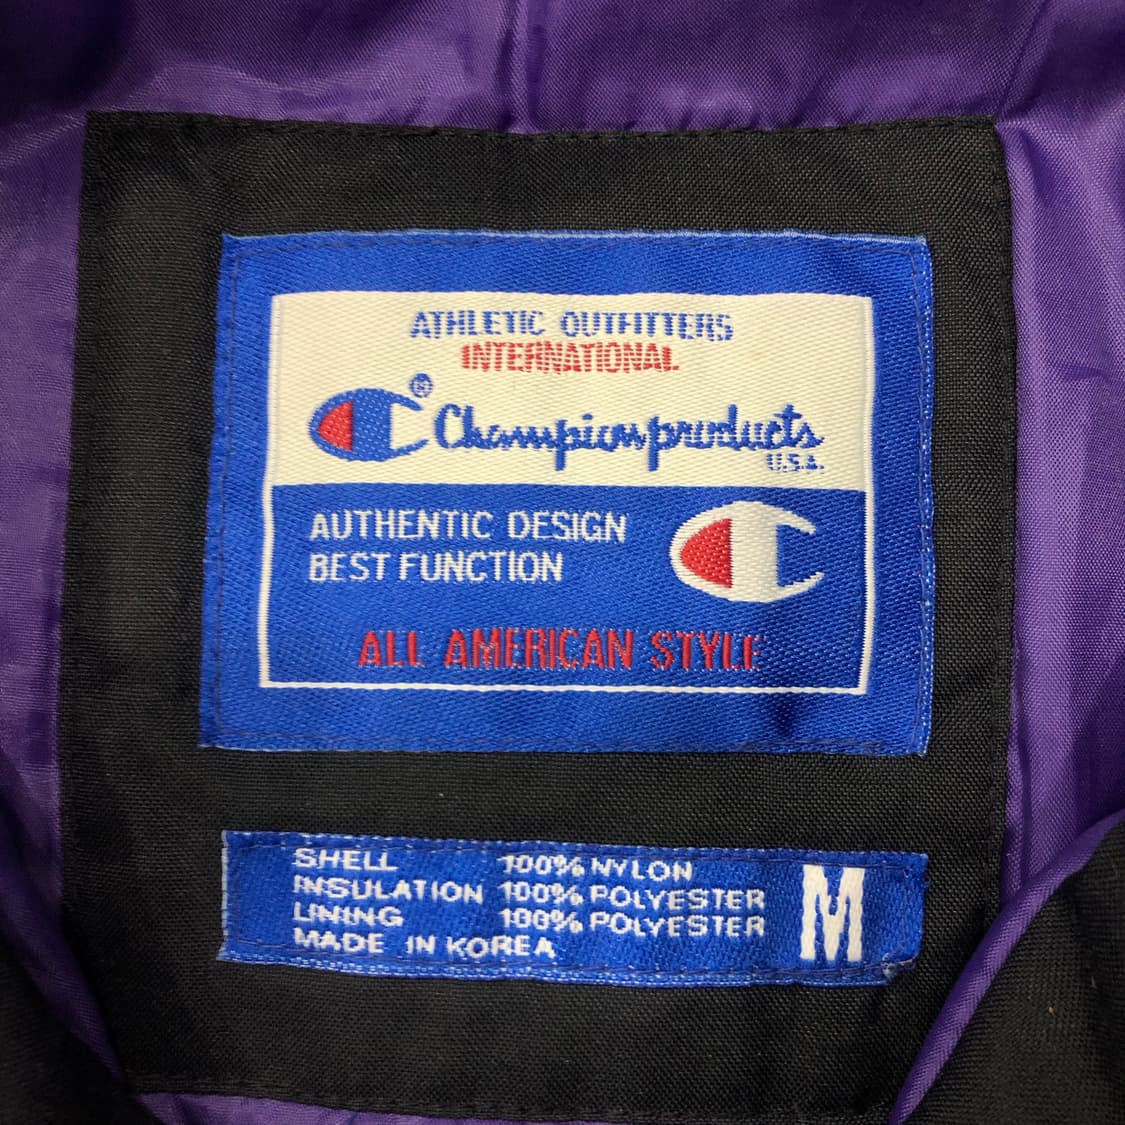 ATHLETIC OUTFITTERS
INTERNATIONAL
Championproducts
U.S.A.
AUTHENTIC DESIGN
BEST FUNCTION
ALL AMERICAN STYLE
SHELL 100% NYLON
INSULATION 100% POLYESTER
LINING 100% POLYESTER
MADE IN KOREA
M